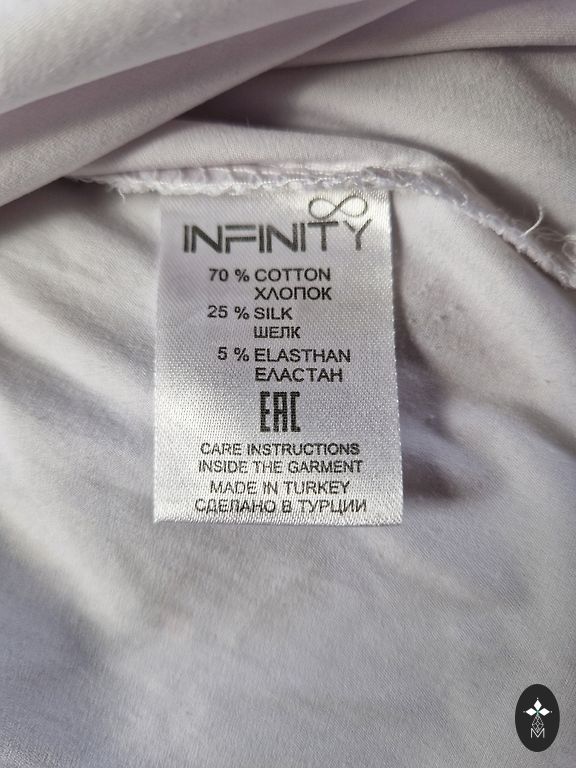 INFINITY
70 % COTTON
ХЛОПОК
25 % SILK
ШЕЛК
5 % ELASTHAN
ЕЛАСТАН
EAC
CARE INSTRUCTIONS
INSIDE THE GARMENT
MADE IN TURKEY
СДЕЛАНО В ТУРЦИИ
M